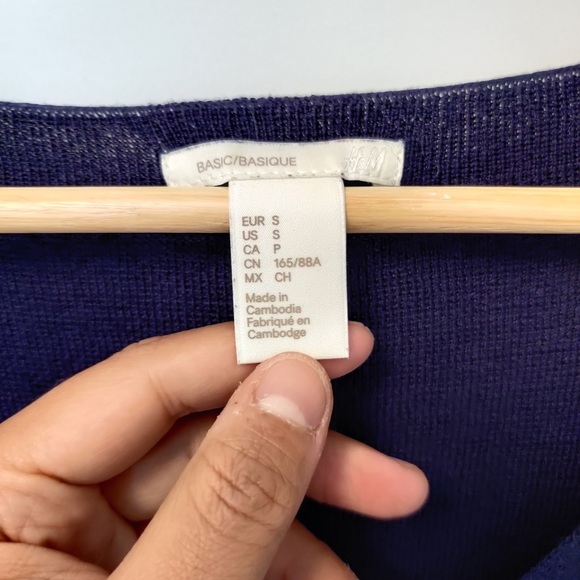 BASIC/BASIQUE H&M
EUR S
US S
CA P
CN 165/88A
MX CH
Made in
Cambodia
Fabriqué en
Cambodge